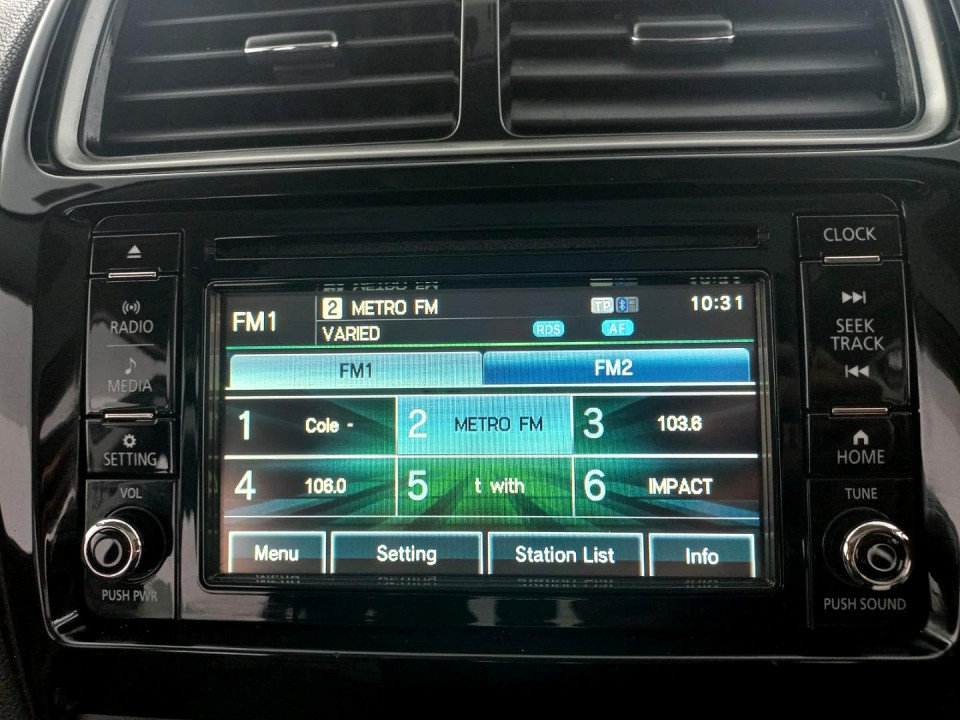 CLOCK
RADIO
MEDIA
SETTING
VOL
PUSH PWR
FM1
2 METRO FM
VARIED
TP
RDS
AF
10:31
FM1
FM2
1 Cole -
2 METRO FM
3 103.6
4 106.0
5 t with
6 IMPACT
Menu
Setting
Station List
Info
SEEK
TRACK
HOME
TUNE
PUSH SOUND